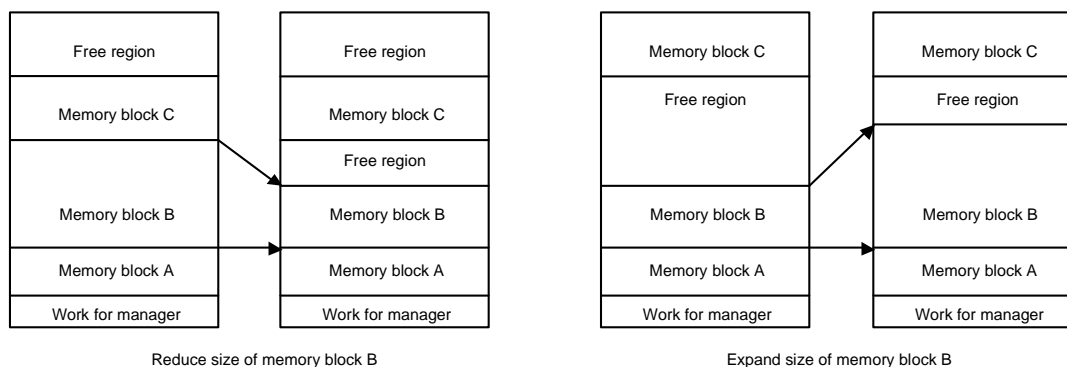 Free region
Memory block C
Memory block B
Memory block A
Work for manager
Free region
Memory block C
Free region
Memory block B
Memory block A
Work for manager
Reduce size of memory block B
Memory block C
Free region
Memory block B
Memory block A
Work for manager
Memory block C
Free region
Memory block B
Memory block A
Work for manager
Expand size of memory block B